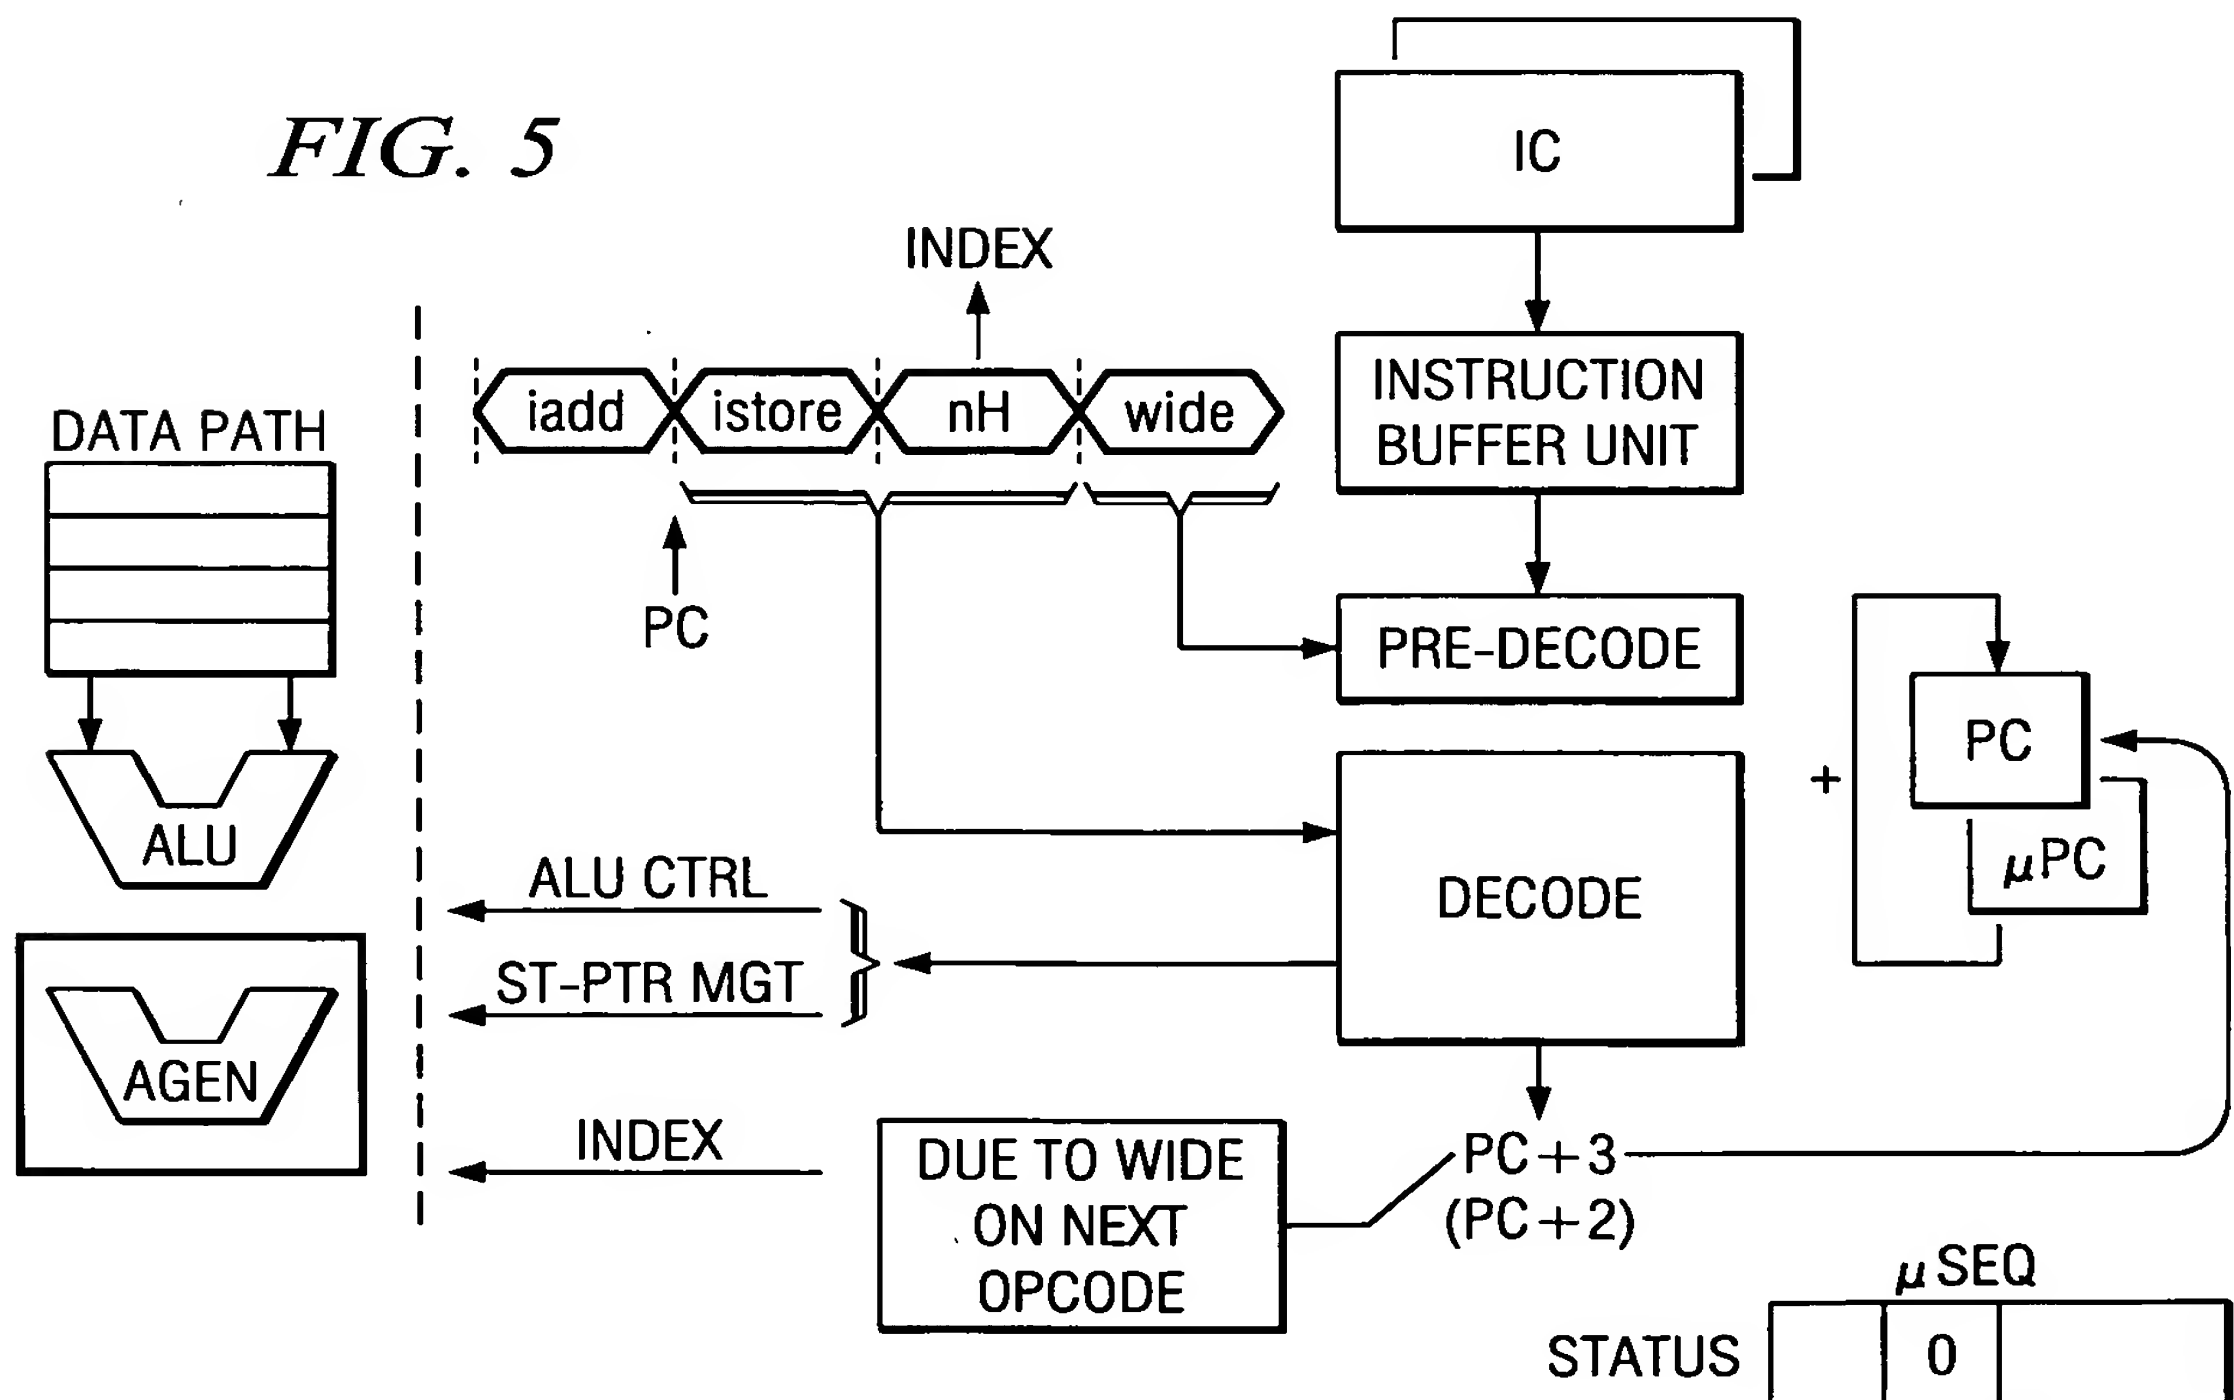 FIG. 5
IC
INDEX
INSTRUCTION
BUFFER UNIT
iadd
istore
nH
wide
DATA PATH
PC
PRE-DECODE
PC
+
μPC
ALU
ALU CTRL
DECODE
ST-PTR MGT
AGEN
INDEX
DUE TO WIDE
ON NEXT
OPCODE
PC+3
(PC+2)
μSEQ
STATUS
0